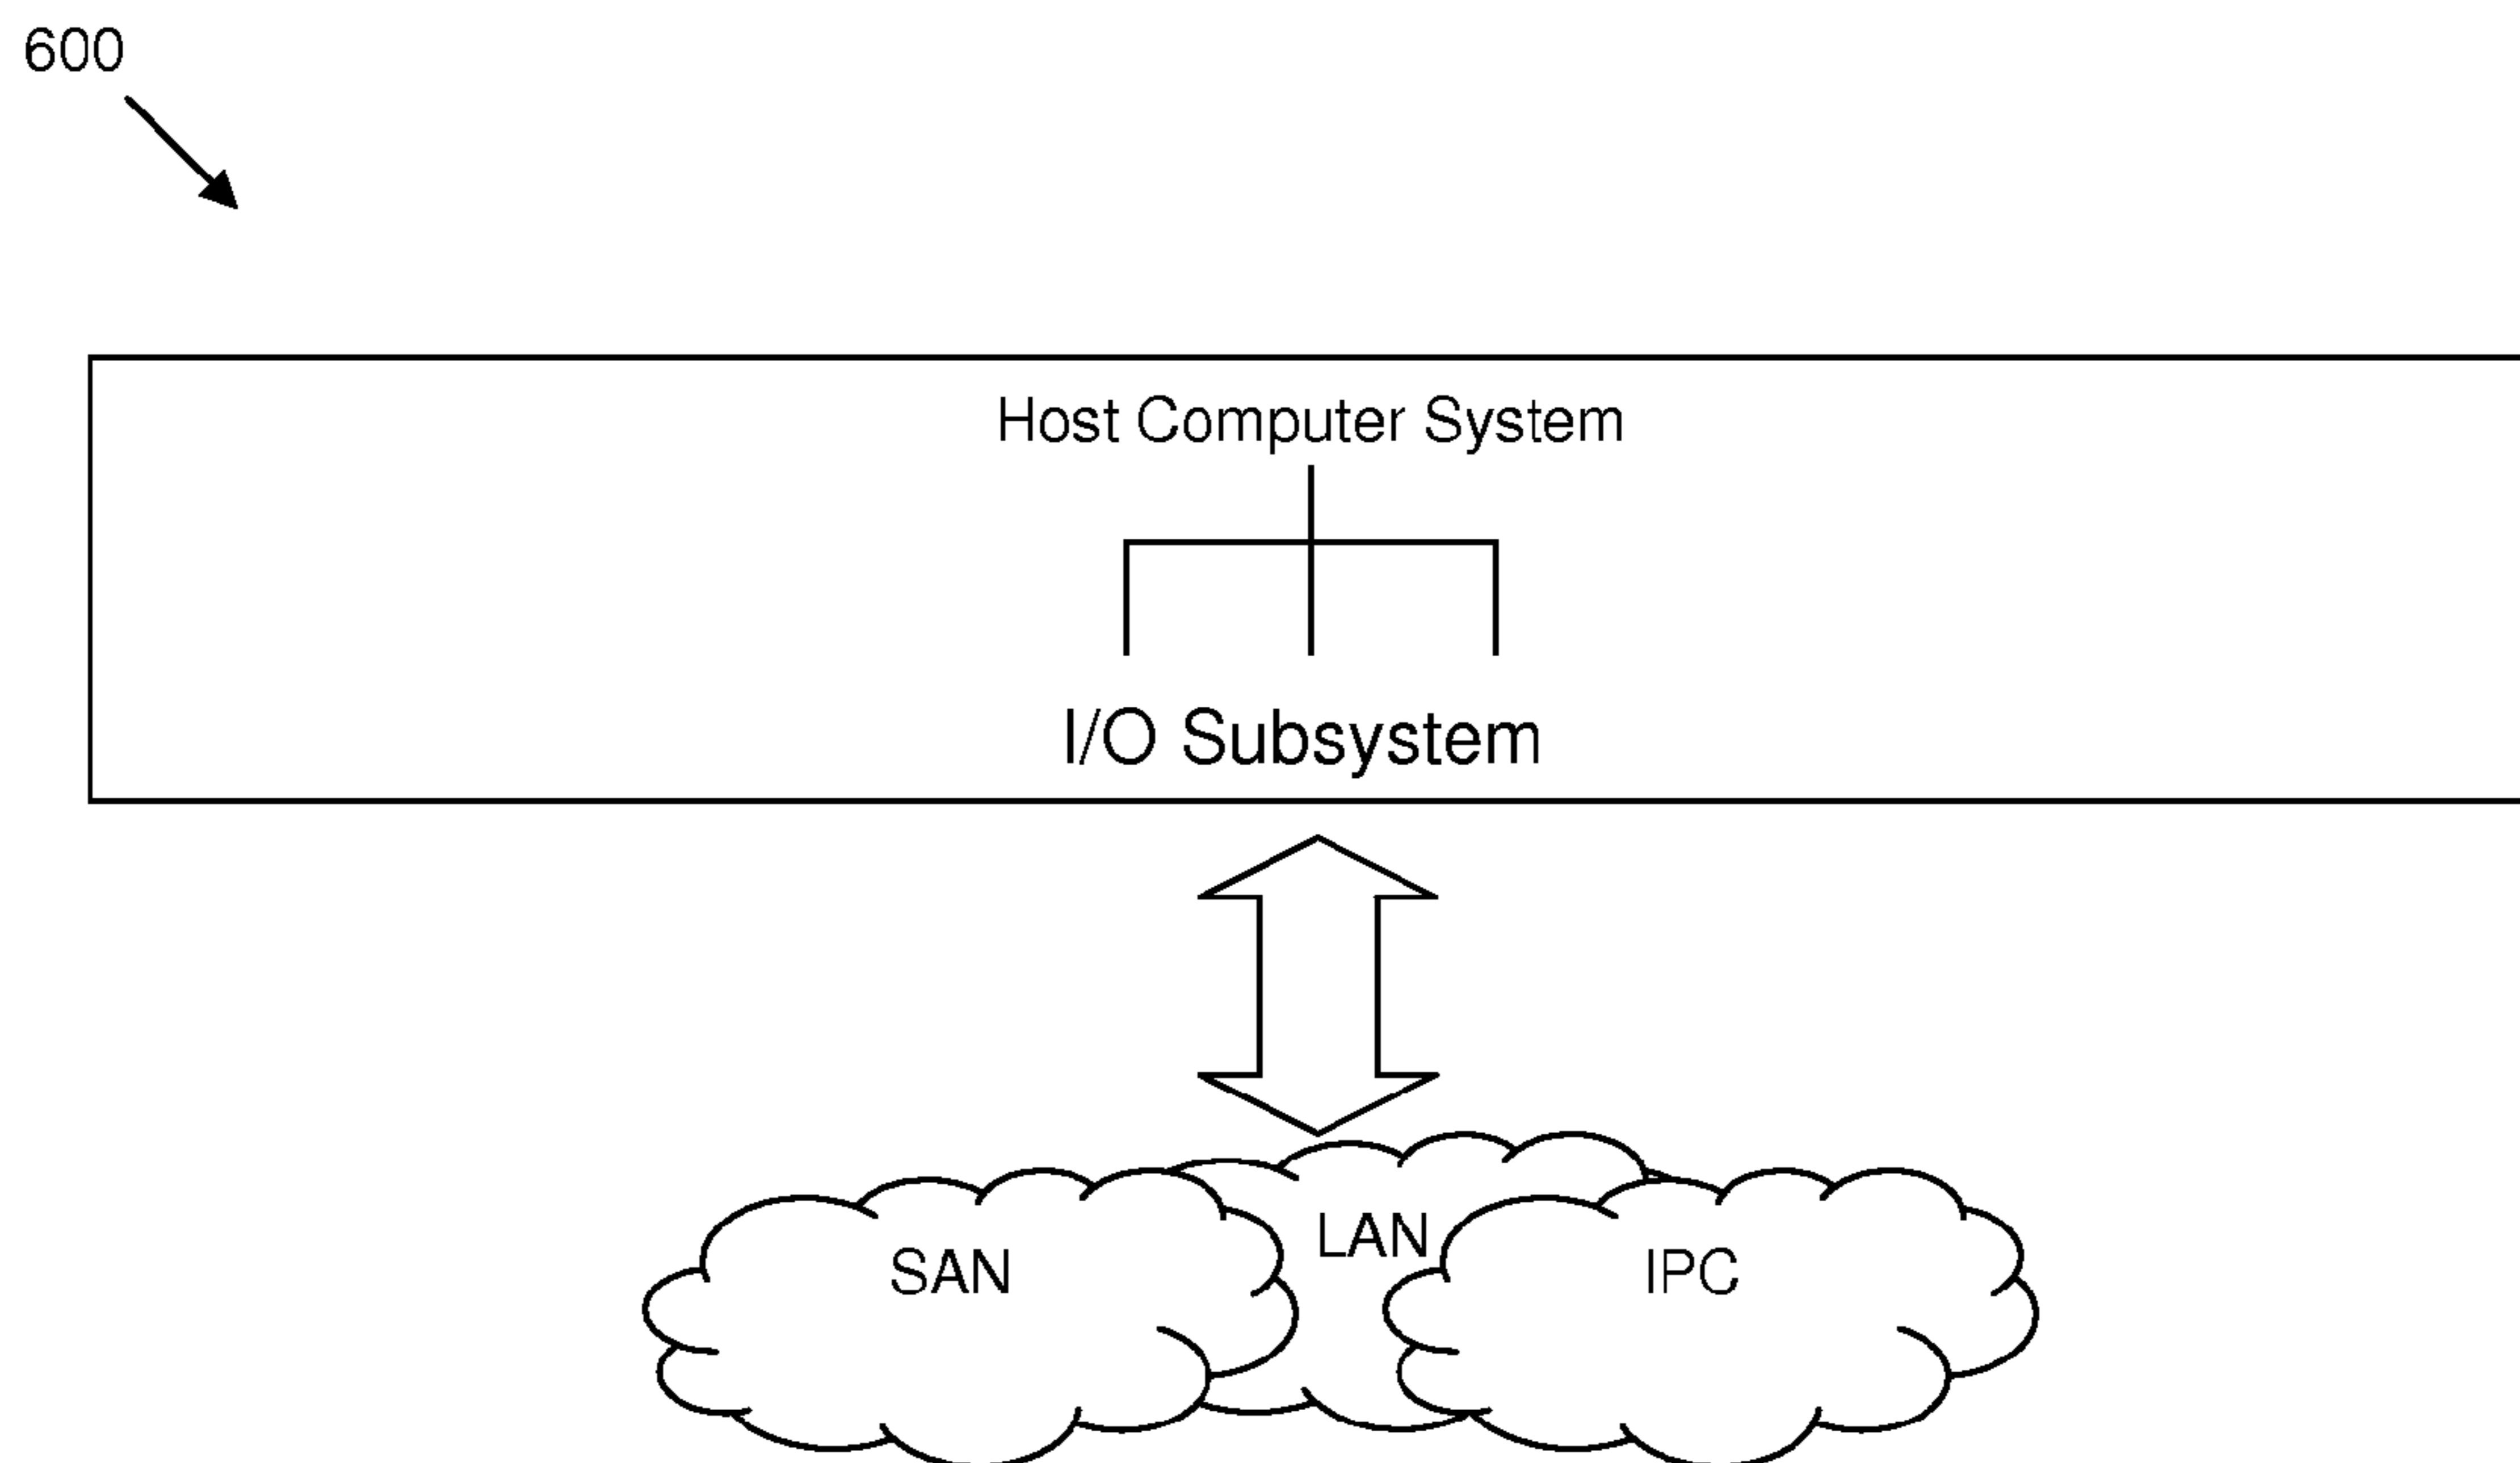 600
Host Computer System
I/O Subsystem
LAN
SAN
IPC